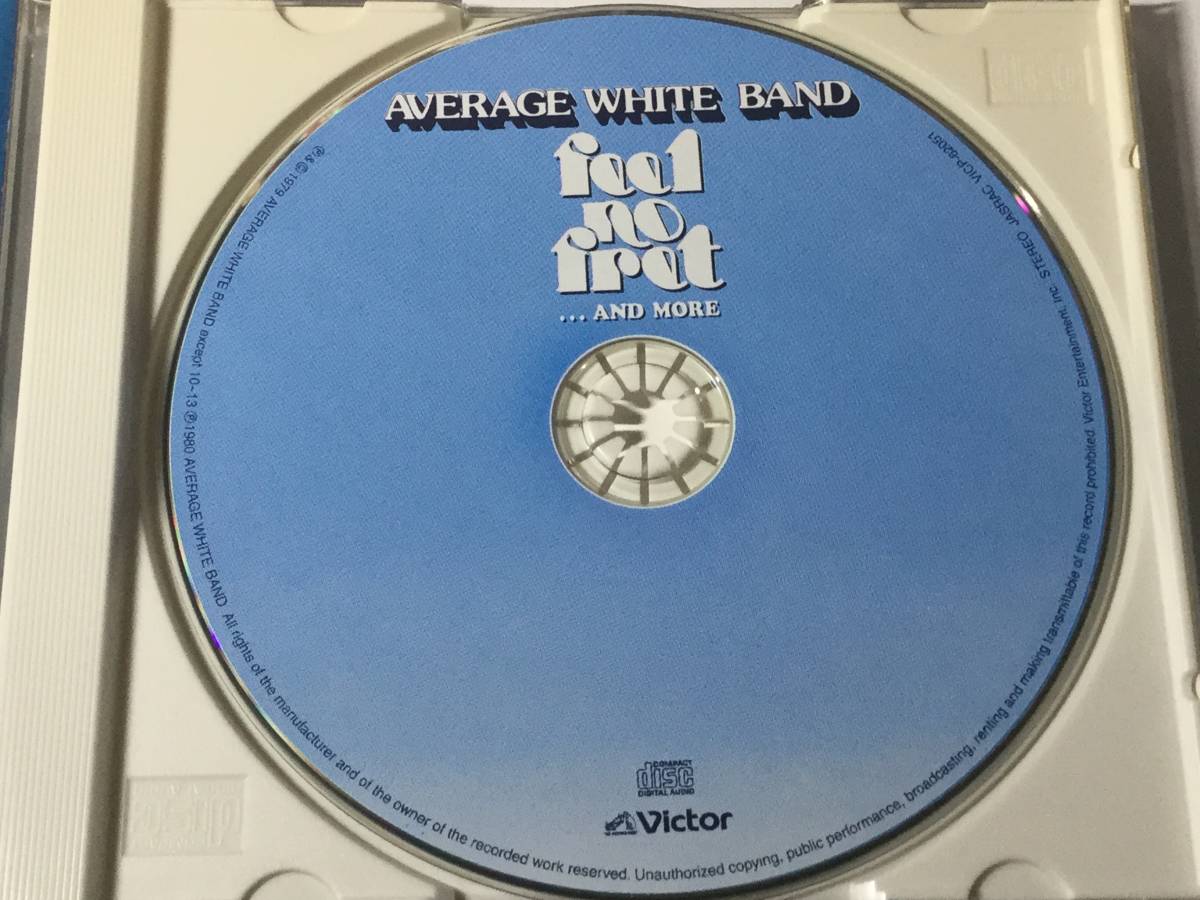 AVERAGE WHITE BAND
feel
no
fret
... AND MORE
℗&©1979 AVERAGE WHITE BAND except 10~13 ℗1980 AVERAGE WHITE BAND. All rights of the manufacturer and of the owner of the recorded work reserved. Unauthorized copying, public performance, broadcasting, renting and making transmittable of this record prohibited. Victor Entertainment, Inc. STEREO JASRAC VICP-62051
COMPACT
disc
DIGITAL AUDIO
Victor